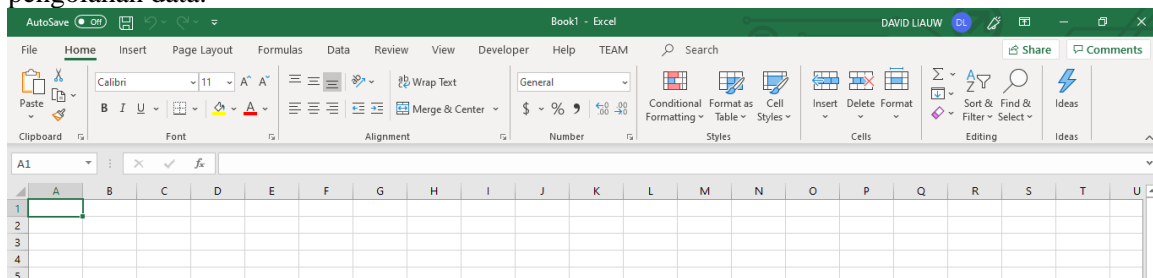 pengolahan data.
AutoSave Off Book1 - Excel DAVID LIAUW DL
File Home Insert Page Layout Formulas Data Review View Developer Help TEAM Search Share Comments
Calibri 11 A^ Aˇ Wrap Text General Σ
Paste B I U A Merge & Center $ % 9 Conditional Format as Cell Insert Delete Format Sort & Find & Ideas
Formatting Table Styles Filter Select
Clipboard Font Alignment Number Styles Cells Editing Ideas
A1 fx
A B C D E F G H I J K L M N O P Q R S T U
1
2
3
4
5